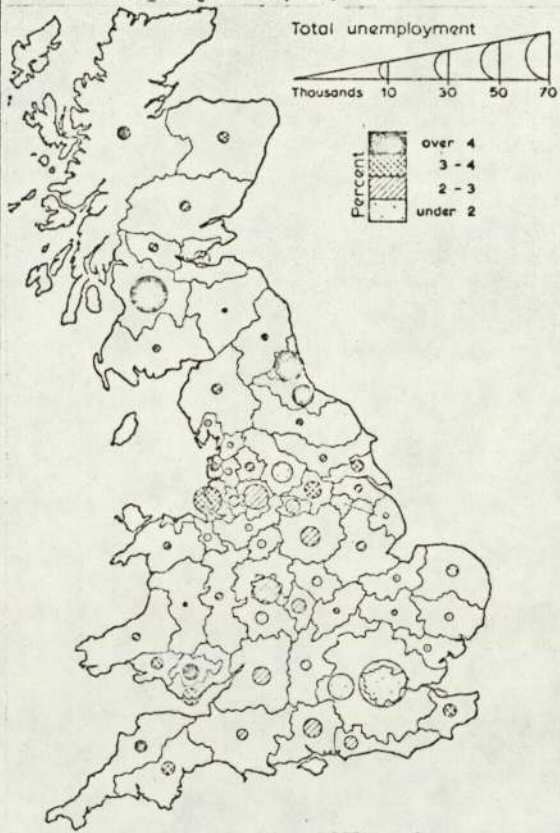 Total unemployment
Thousands 10 30 50 70
Percent
over 4
3 - 4
2 - 3
under 2